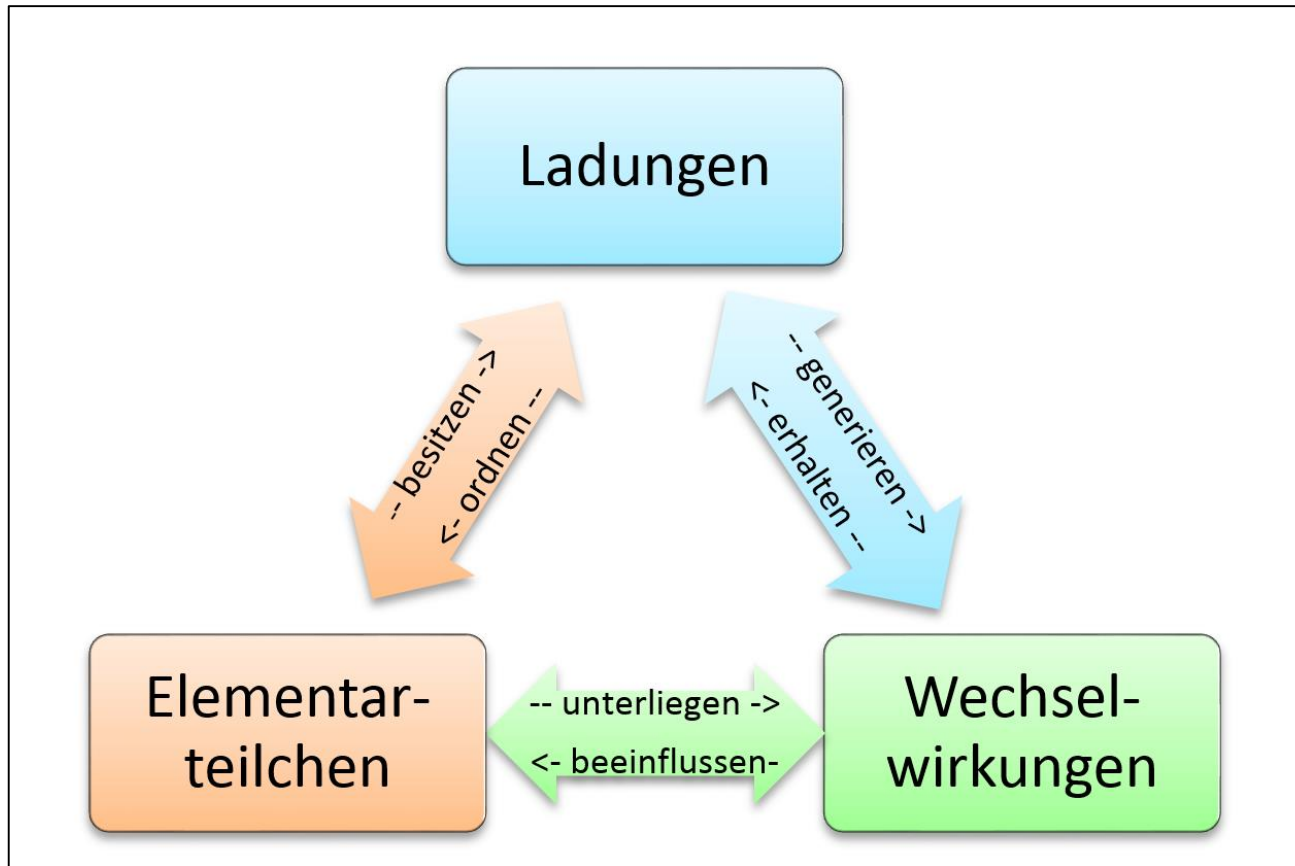 Ladungen
-- besitzen ->
<- ordnen --
-- generieren ->
<- erhalten --
Elementar-
teilchen
-- unterliegen ->
<- beeinflussen-
Wechsel-
wirkungen